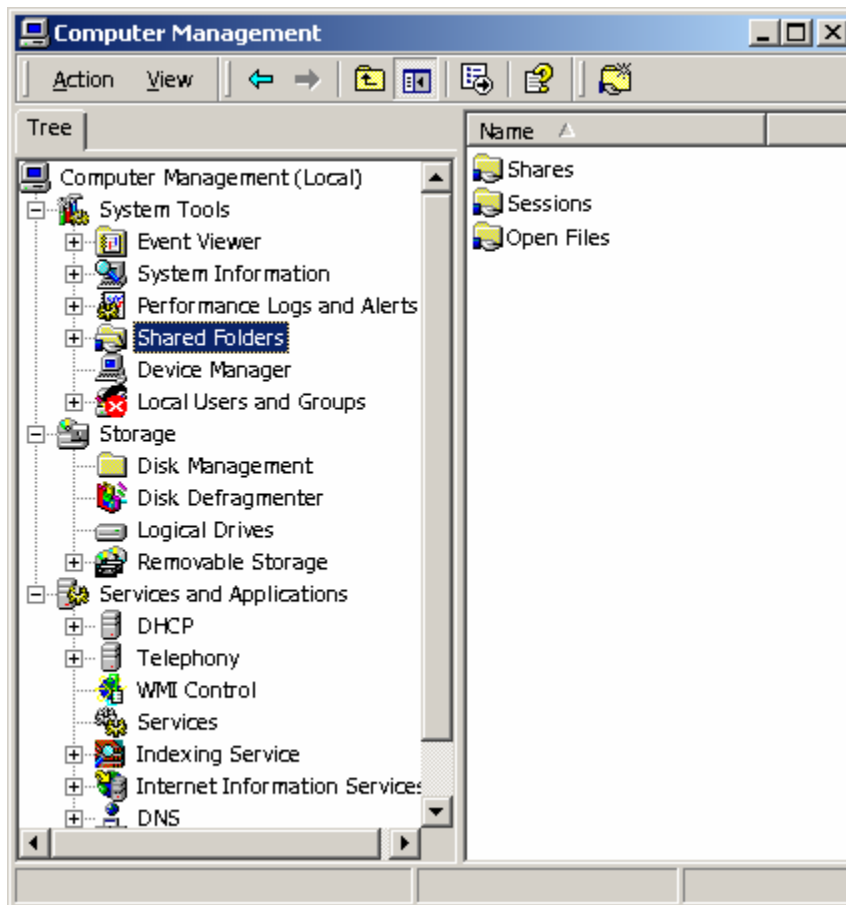 Computer Management
Action View
Tree
Name
Computer Management (Local)
System Tools
Event Viewer
System Information
Performance Logs and Alerts
Shared Folders
Device Manager
Local Users and Groups
Storage
Disk Management
Disk Defragmenter
Logical Drives
Removable Storage
Services and Applications
DHCP
Telephony
WMI Control
Services
Indexing Service
Internet Information Services
DNS
Shares
Sessions
Open Files